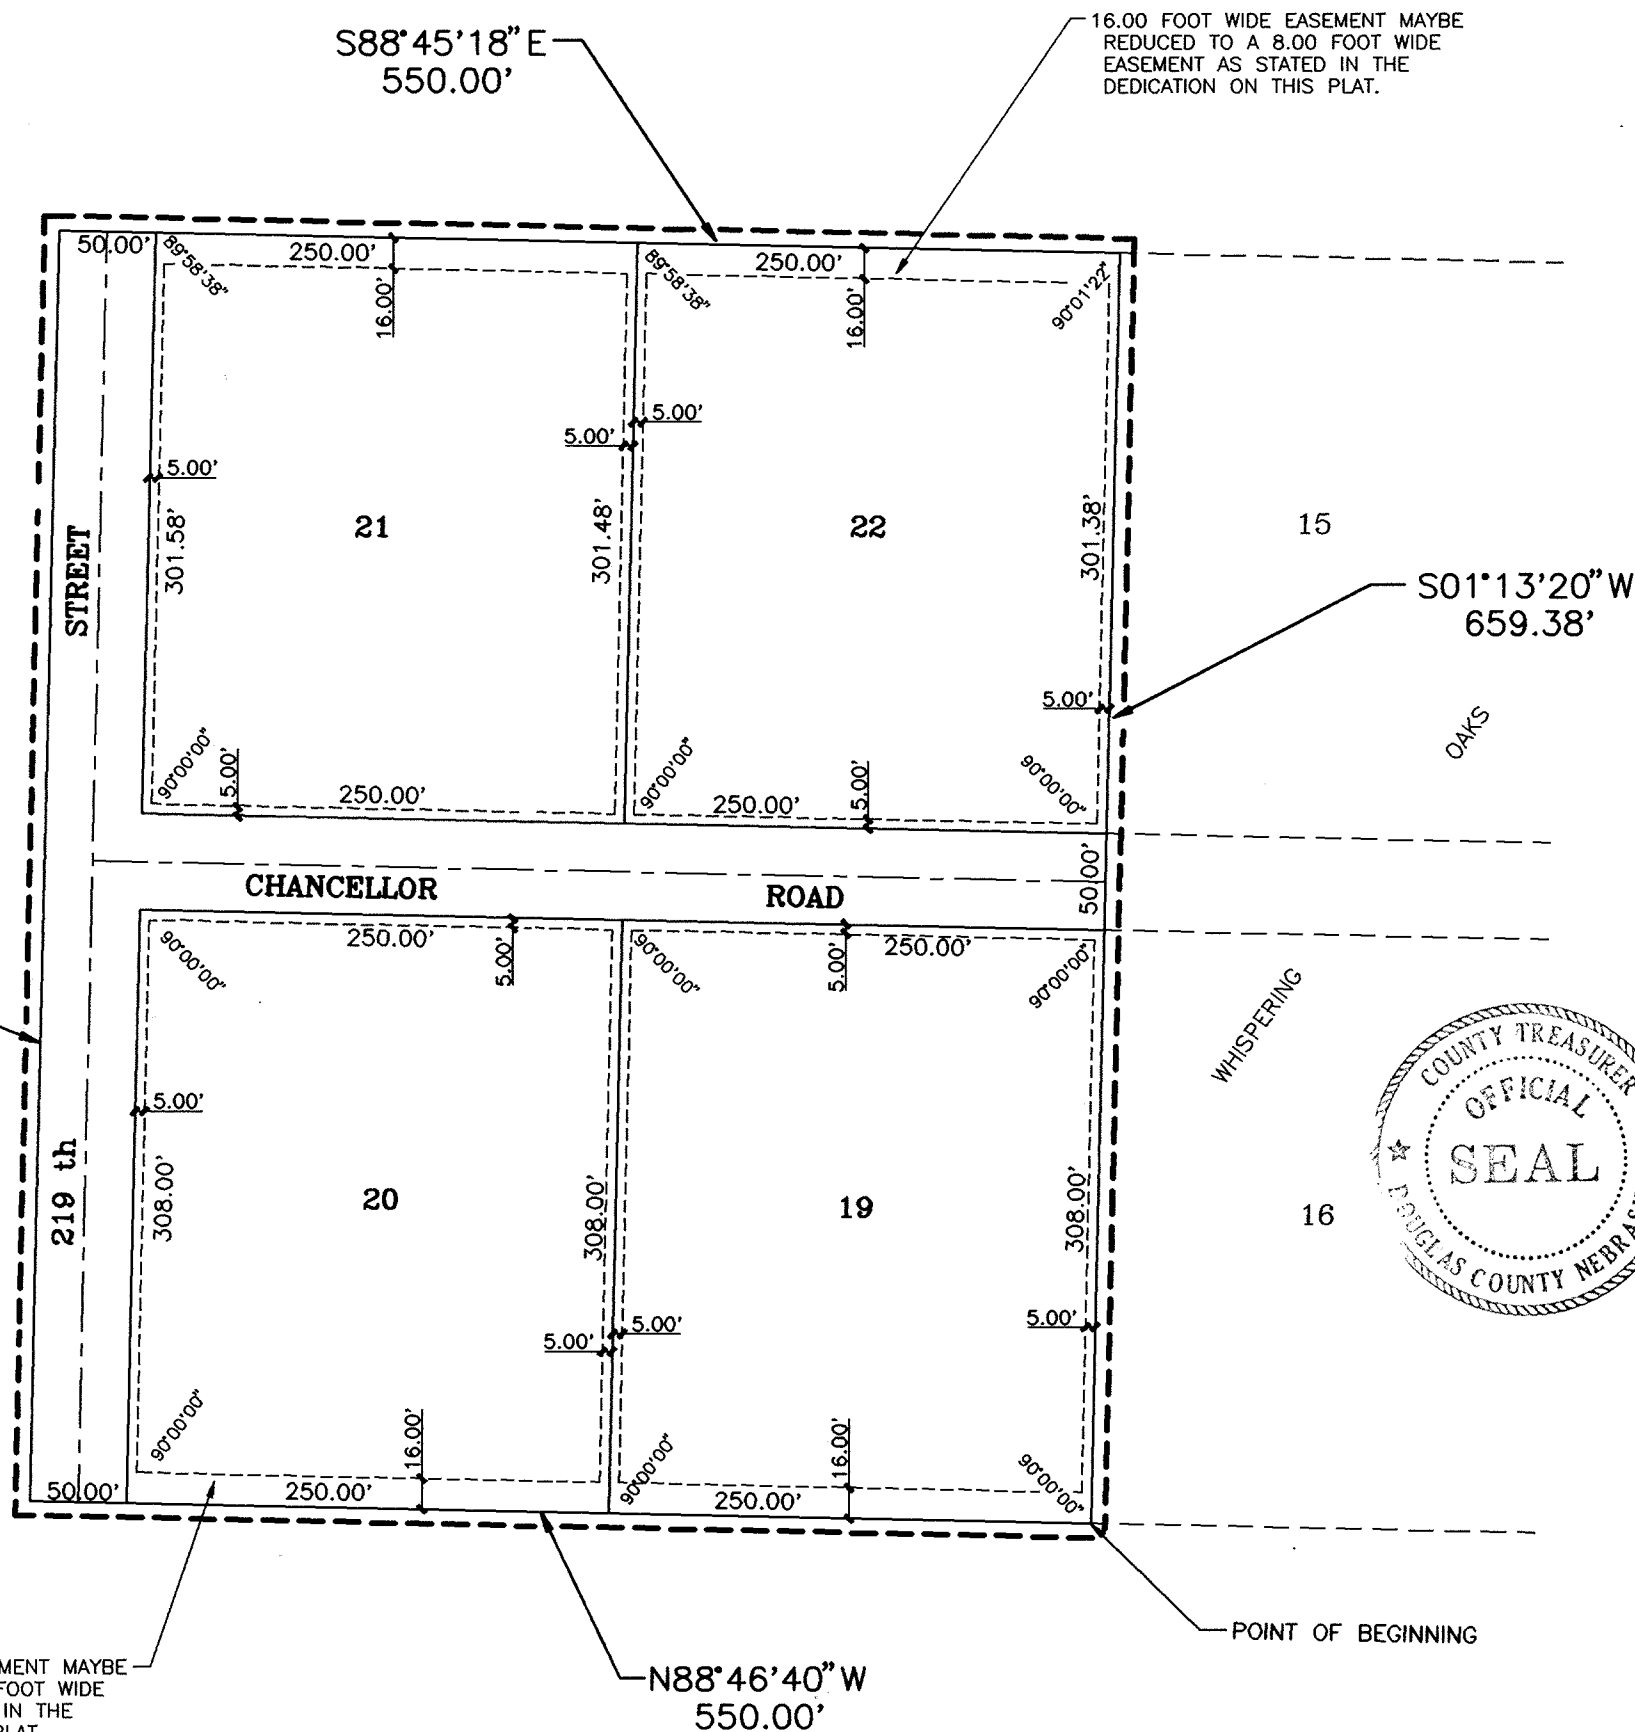 S88°45'18"E
550.00'
16.00 FOOT WIDE EASEMENT MAYBE
REDUCED TO A 8.00 FOOT WIDE
EASEMENT AS STATED IN THE
DEDICATION ON THIS PLAT.
50.00'
89°58'38"
250.00'
16.00'
89°58'38"
250.00'
16.00'
90°01'22"
5.00'
5.00'
5.00'
301.58'
21
301.48'
22
301.38'
15
STREET
S01°13'20"W
659.38'
5.00'
OAKS
90°00'00"
5.00'
250.00'
90°00'00"
250.00'
5.00'
90°00'00"
CHANCELLOR ROAD
50.00'
90°00'00"
250.00'
5.00'
90°00'00"
5.00'
250.00'
90°00'00"
WHISPERING
5.00'
219 th
308.00'
20
308.00'
19
308.00'
16
COUNTY TREASURER
OFFICIAL
SEAL
DOUGLAS COUNTY NEBRAS
5.00'
5.00'
5.00'
90°00'00"
16.00'
90°00'00"
16.00'
90°00'00"
50.00'
250.00'
250.00'
POINT OF BEGINNING
MENT MAYBE
FOOT WIDE
IN THE
PLAT
N88°46'40"W
550.00'